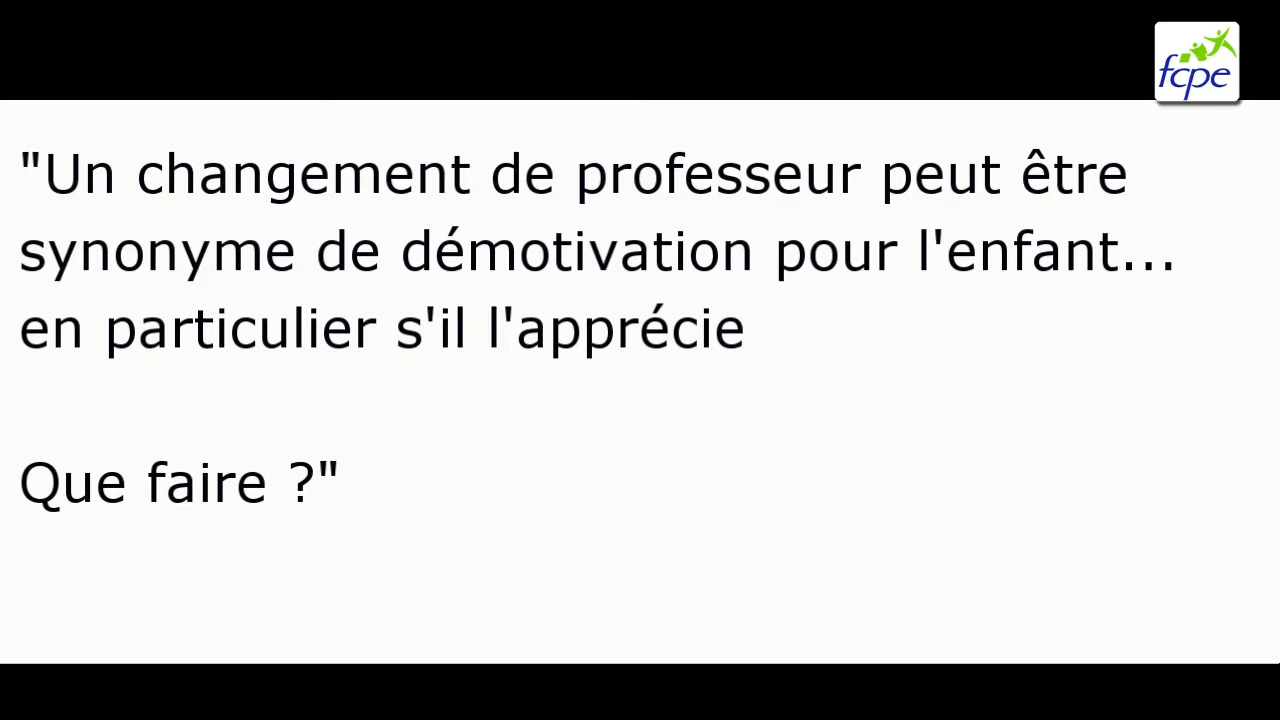 fcpe
"Un changement de professeur peut être
synonyme de démotivation pour l'enfant...
en particulier s'il l'apprécie
Que faire ?"